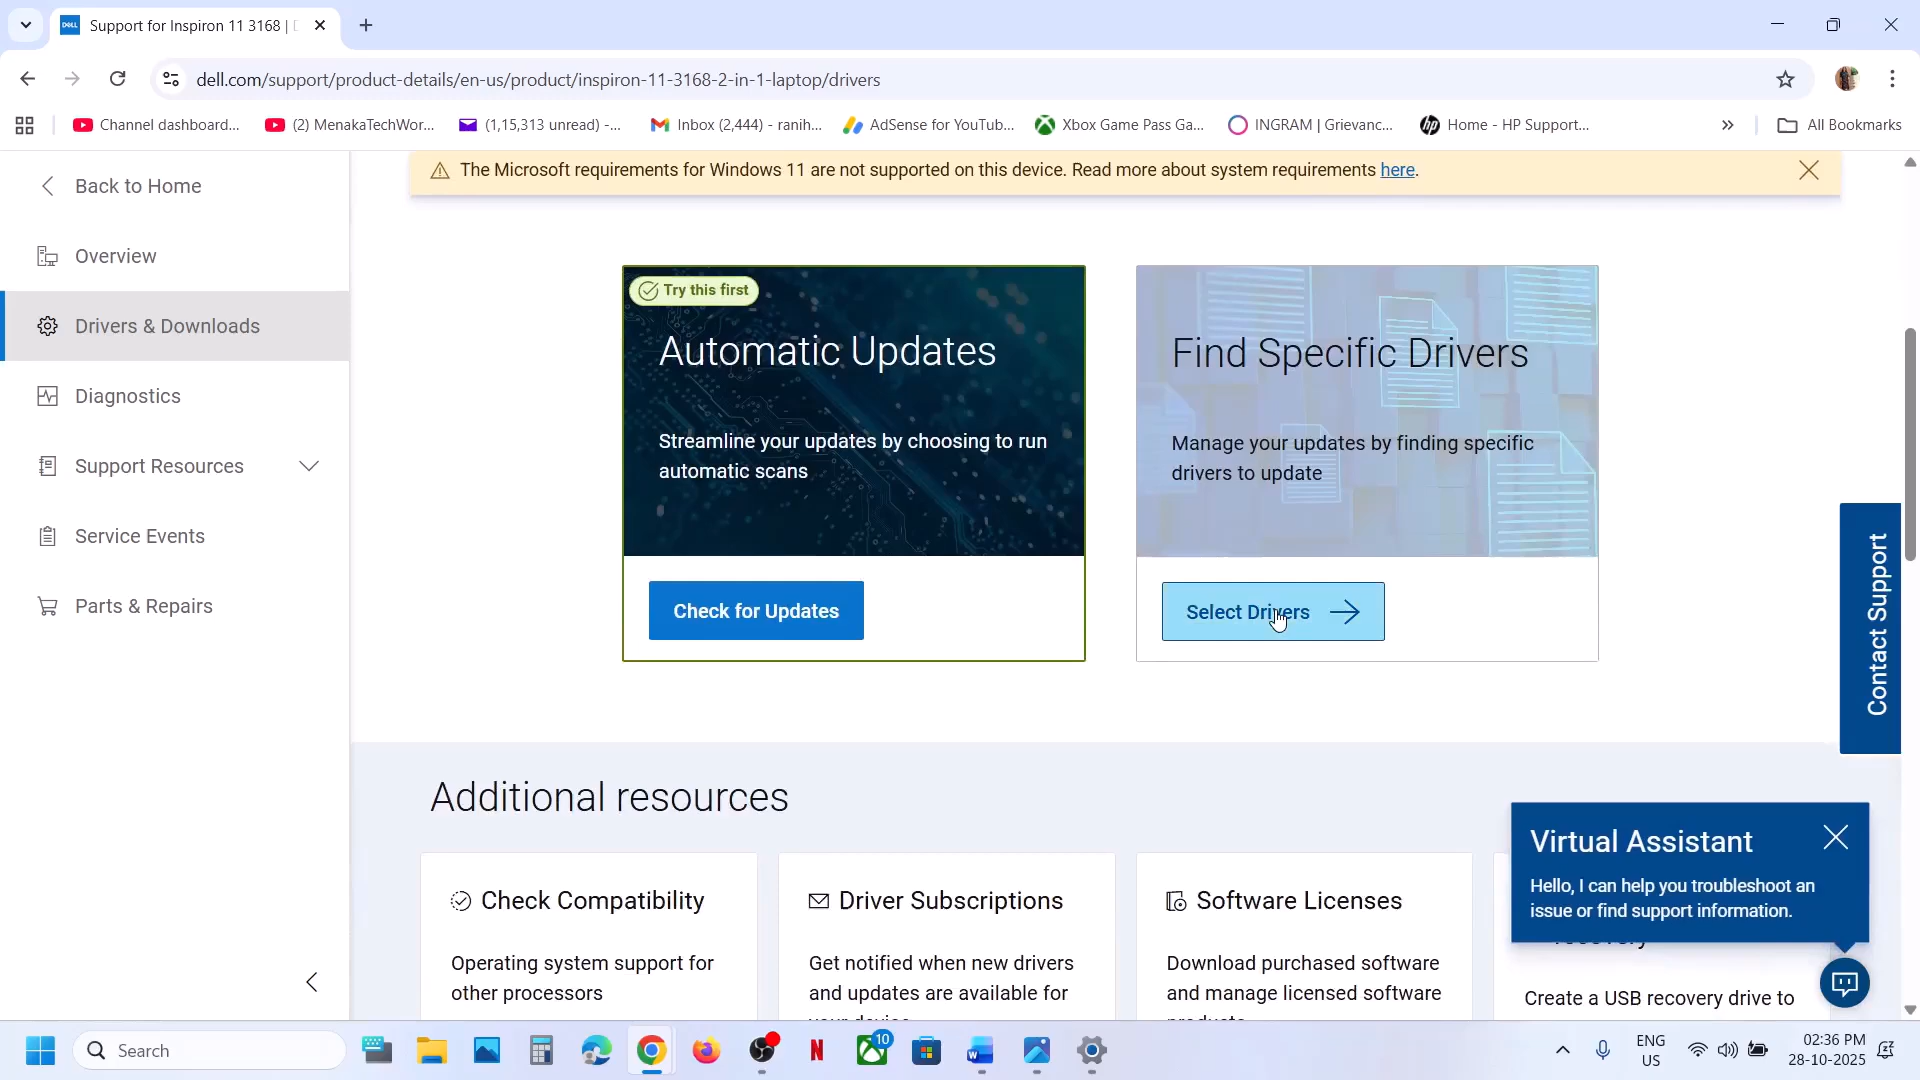 Support for Inspiron 11 3168 | D
dell.com/support/product-details/en-us/product/inspiron-11-3168-2-in-1-laptop/drivers
Channel dashboard...
(2) MenakaTechWor...
(1,15,313 unread) -...
Inbox (2,444) - ranih...
AdSense for YouTub...
Xbox Game Pass Ga...
INGRAM | Grievanc...
Home - HP Support...
All Bookmarks
Back to Home
Overview
Drivers & Downloads
Diagnostics
Support Resources
Service Events
Parts & Repairs
The Microsoft requirements for Windows 11 are not supported on this device. Read more about system requirements here.
Try this first
Automatic Updates
Streamline your updates by choosing to run
automatic scans
Check for Updates
Find Specific Drivers
Manage your updates by finding specific
drivers to update
Select Drivers
Contact Support
Additional resources
Check Compatibility
Operating system support for
other processors
Driver Subscriptions
Get notified when new drivers
and updates are available for
your device
Software Licenses
Download purchased software
and manage licensed software
products
recovery
Create a USB recovery drive to
Virtual Assistant
Hello, I can help you troubleshoot an
issue or find support information.
Search
10
ENG
US
02:36 PM
28-10-2025